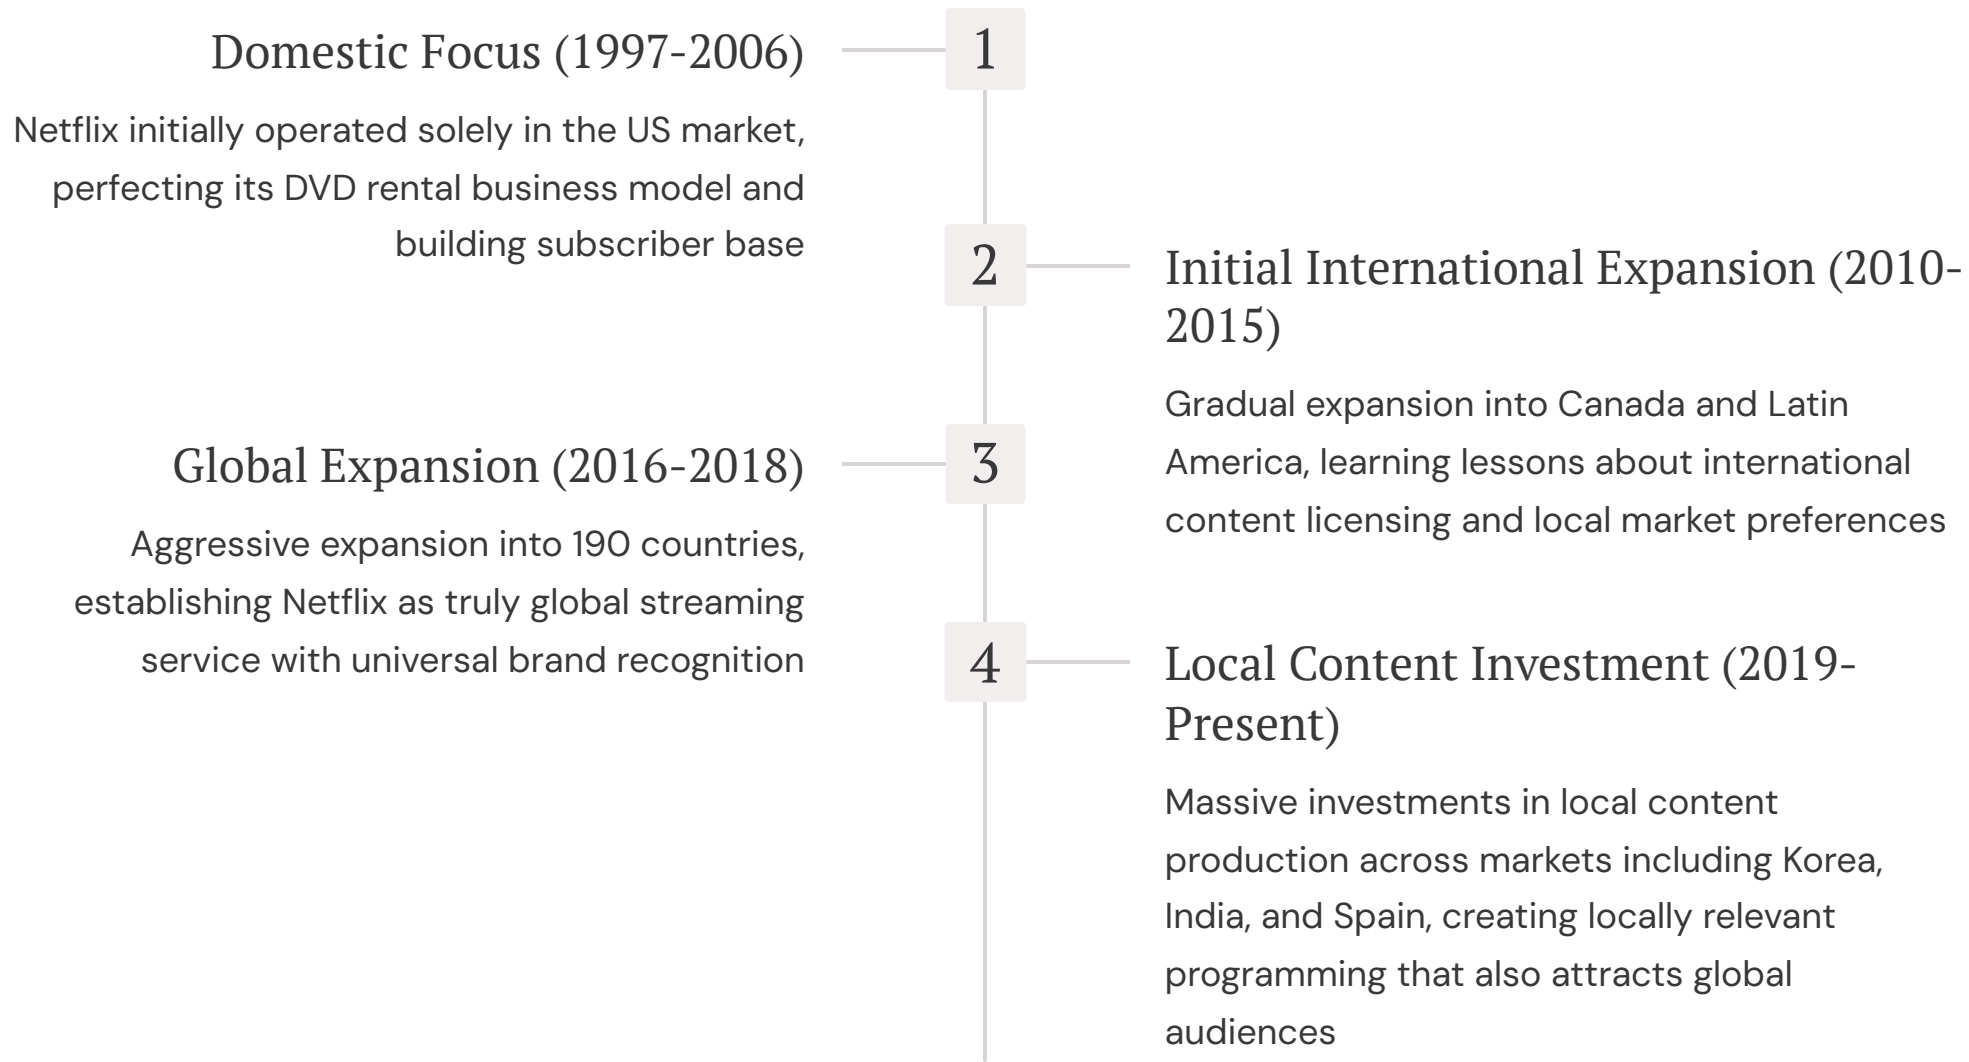 Domestic Focus (1997-2006)
1
Netflix initially operated solely in the US market,
perfecting its DVD rental business model and
building subscriber base
2
Initial International Expansion (2010-
2015)
Gradual expansion into Canada and Latin
America, learning lessons about international
content licensing and local market preferences
Global Expansion (2016-2018)
3
Aggressive expansion into 190 countries,
establishing Netflix as truly global streaming
service with universal brand recognition
4
Local Content Investment (2019-
Present)
Massive investments in local content
production across markets including Korea,
India, and Spain, creating locally relevant
programming that also attracts global
audiences